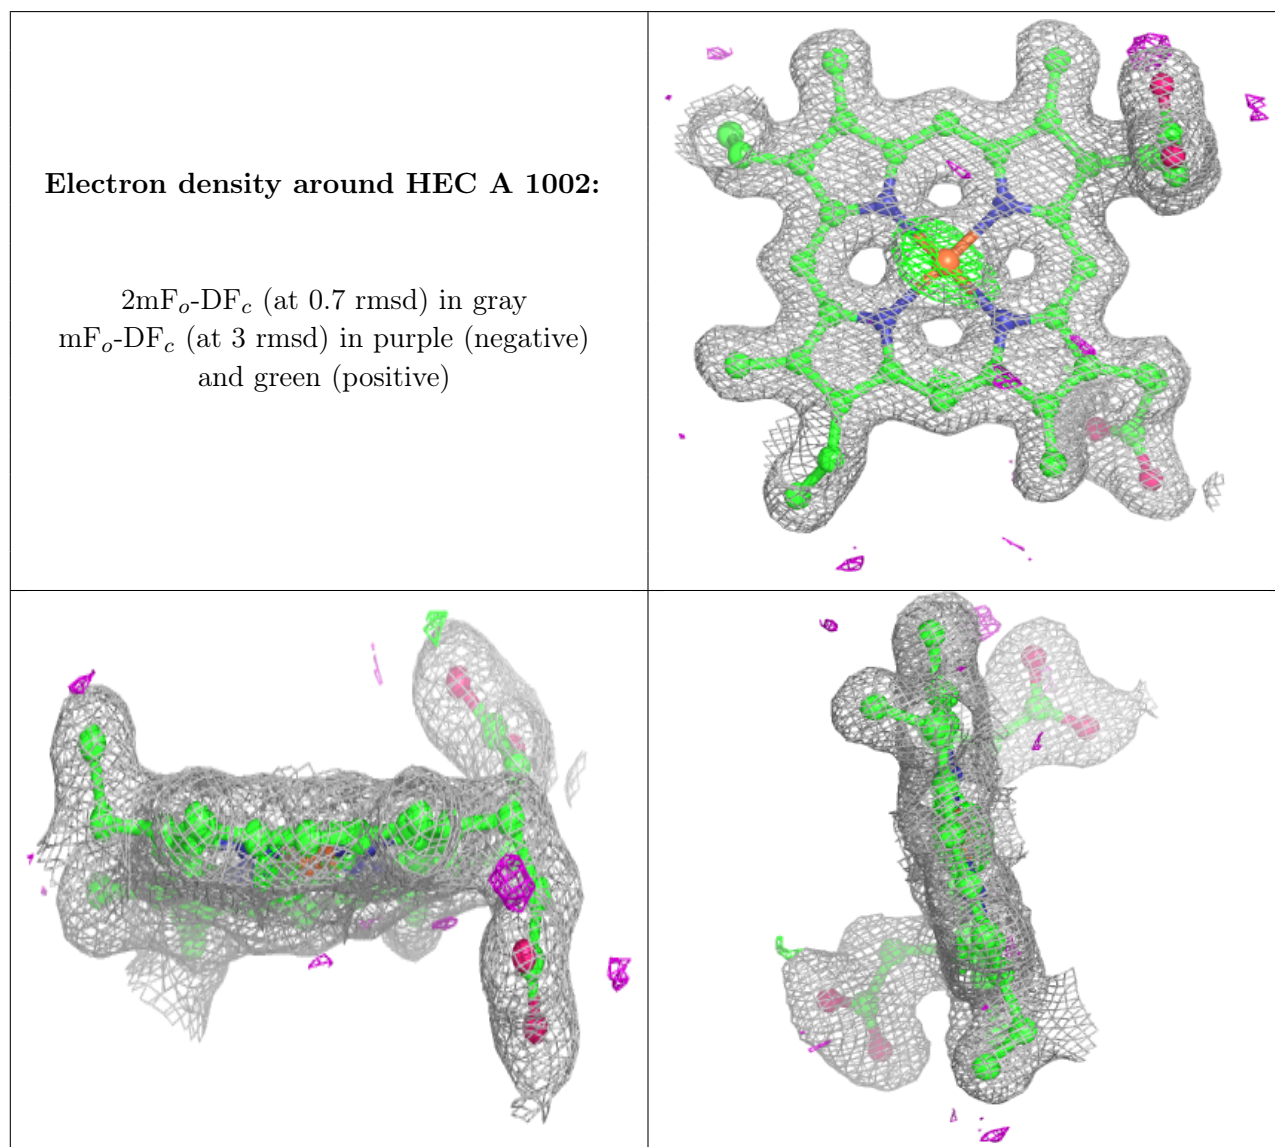 Electron density around HEC A 1002:
2mFo-DFc (at 0.7 rmsd) in gray
mFo-DFc (at 3 rmsd) in purple (negative)
and green (positive)